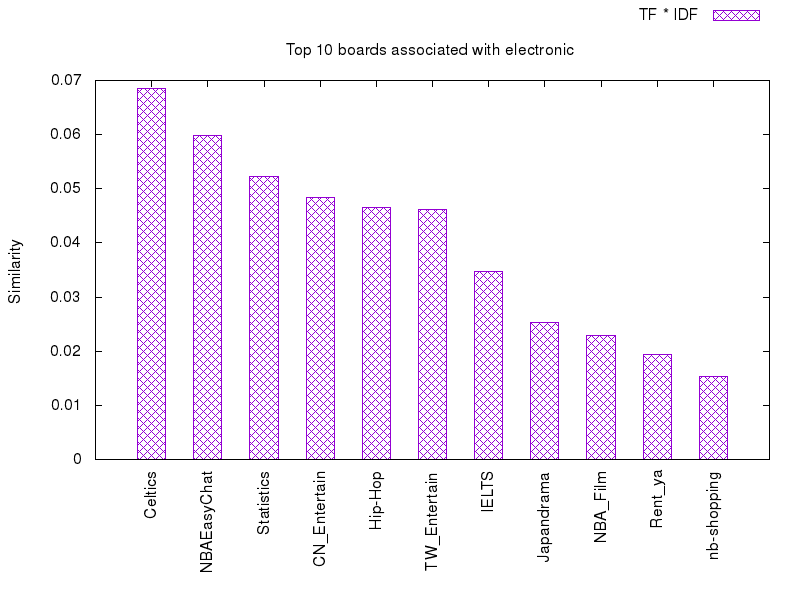 TF * IDF
Top 10 boards associated with electronic
Similarity
0.07
0.06
0.05
0.04
0.03
0.02
0.01
0
Celtics
NBAEasyChat
Statistics
CN_Entertain
Hip-Hop
TW_Entertain
IELTS
Japandrama
NBA_Film
Rent_ya
nb-shopping